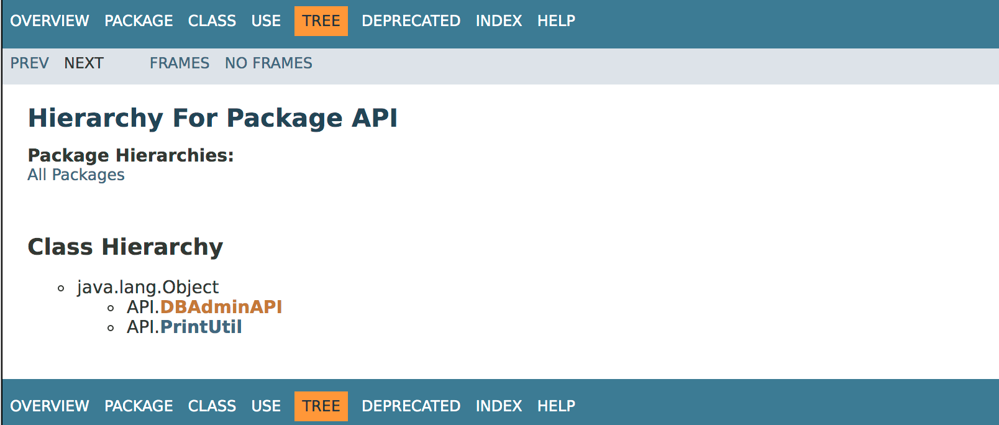 OVERVIEW PACKAGE CLASS USE TREE DEPRECATED INDEX HELP
PREV NEXT FRAMES NO FRAMES
Hierarchy For Package API
Package Hierarchies:
All Packages
Class Hierarchy
java.lang.Object
API.DBAdminAPI
API.PrintUtil
OVERVIEW PACKAGE CLASS USE TREE DEPRECATED INDEX HELP